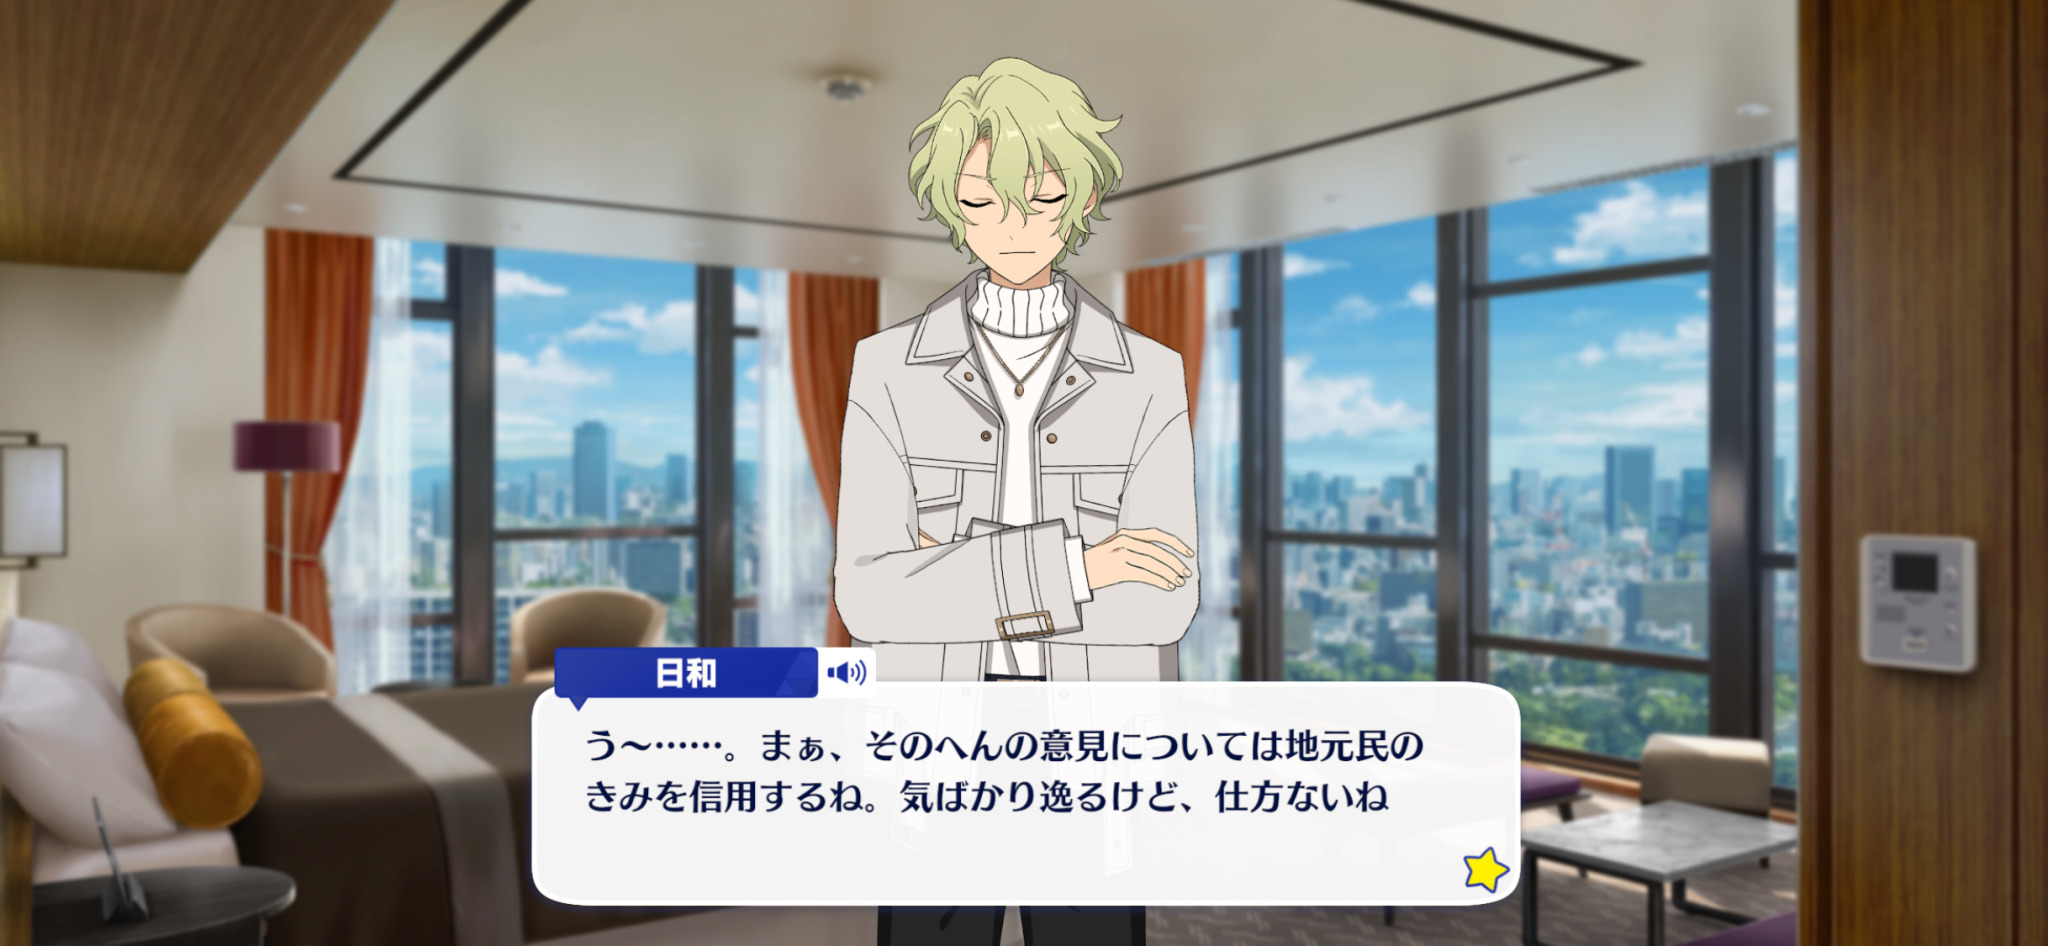 日和
う～……。まぁ、そのへんの意見については地元民の
きみを信用するね。気ばかり逸るけど、仕方ないね